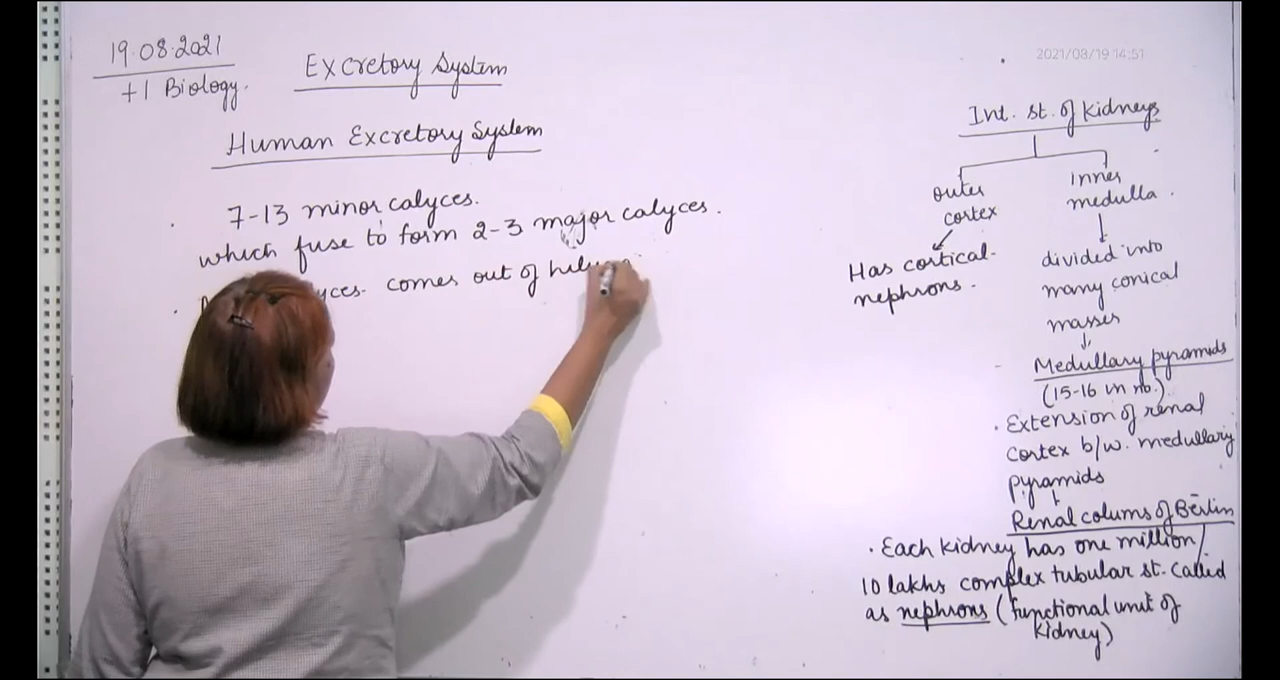 19.08.2021
+1 Biology.
Excretory System
Human Excretory System
7-13 minor calyces.
which fuse to form 2-3 major calyces.
yces. comes out of
2021/08/19 14:51
Int. st. of kidneys
outer cortex
inner medulla.
Has cortical-
nephrons.
divided into
many conical
masses
Medullary pyramids
(15-16 in no.)
. Extension of renal
cortex b/w. medullary
pyramids
Renal colums of Bertin
. Each kidney has one million/
10 lakhs complex tubular st. called
as nephrons (functional unit of
kidney)